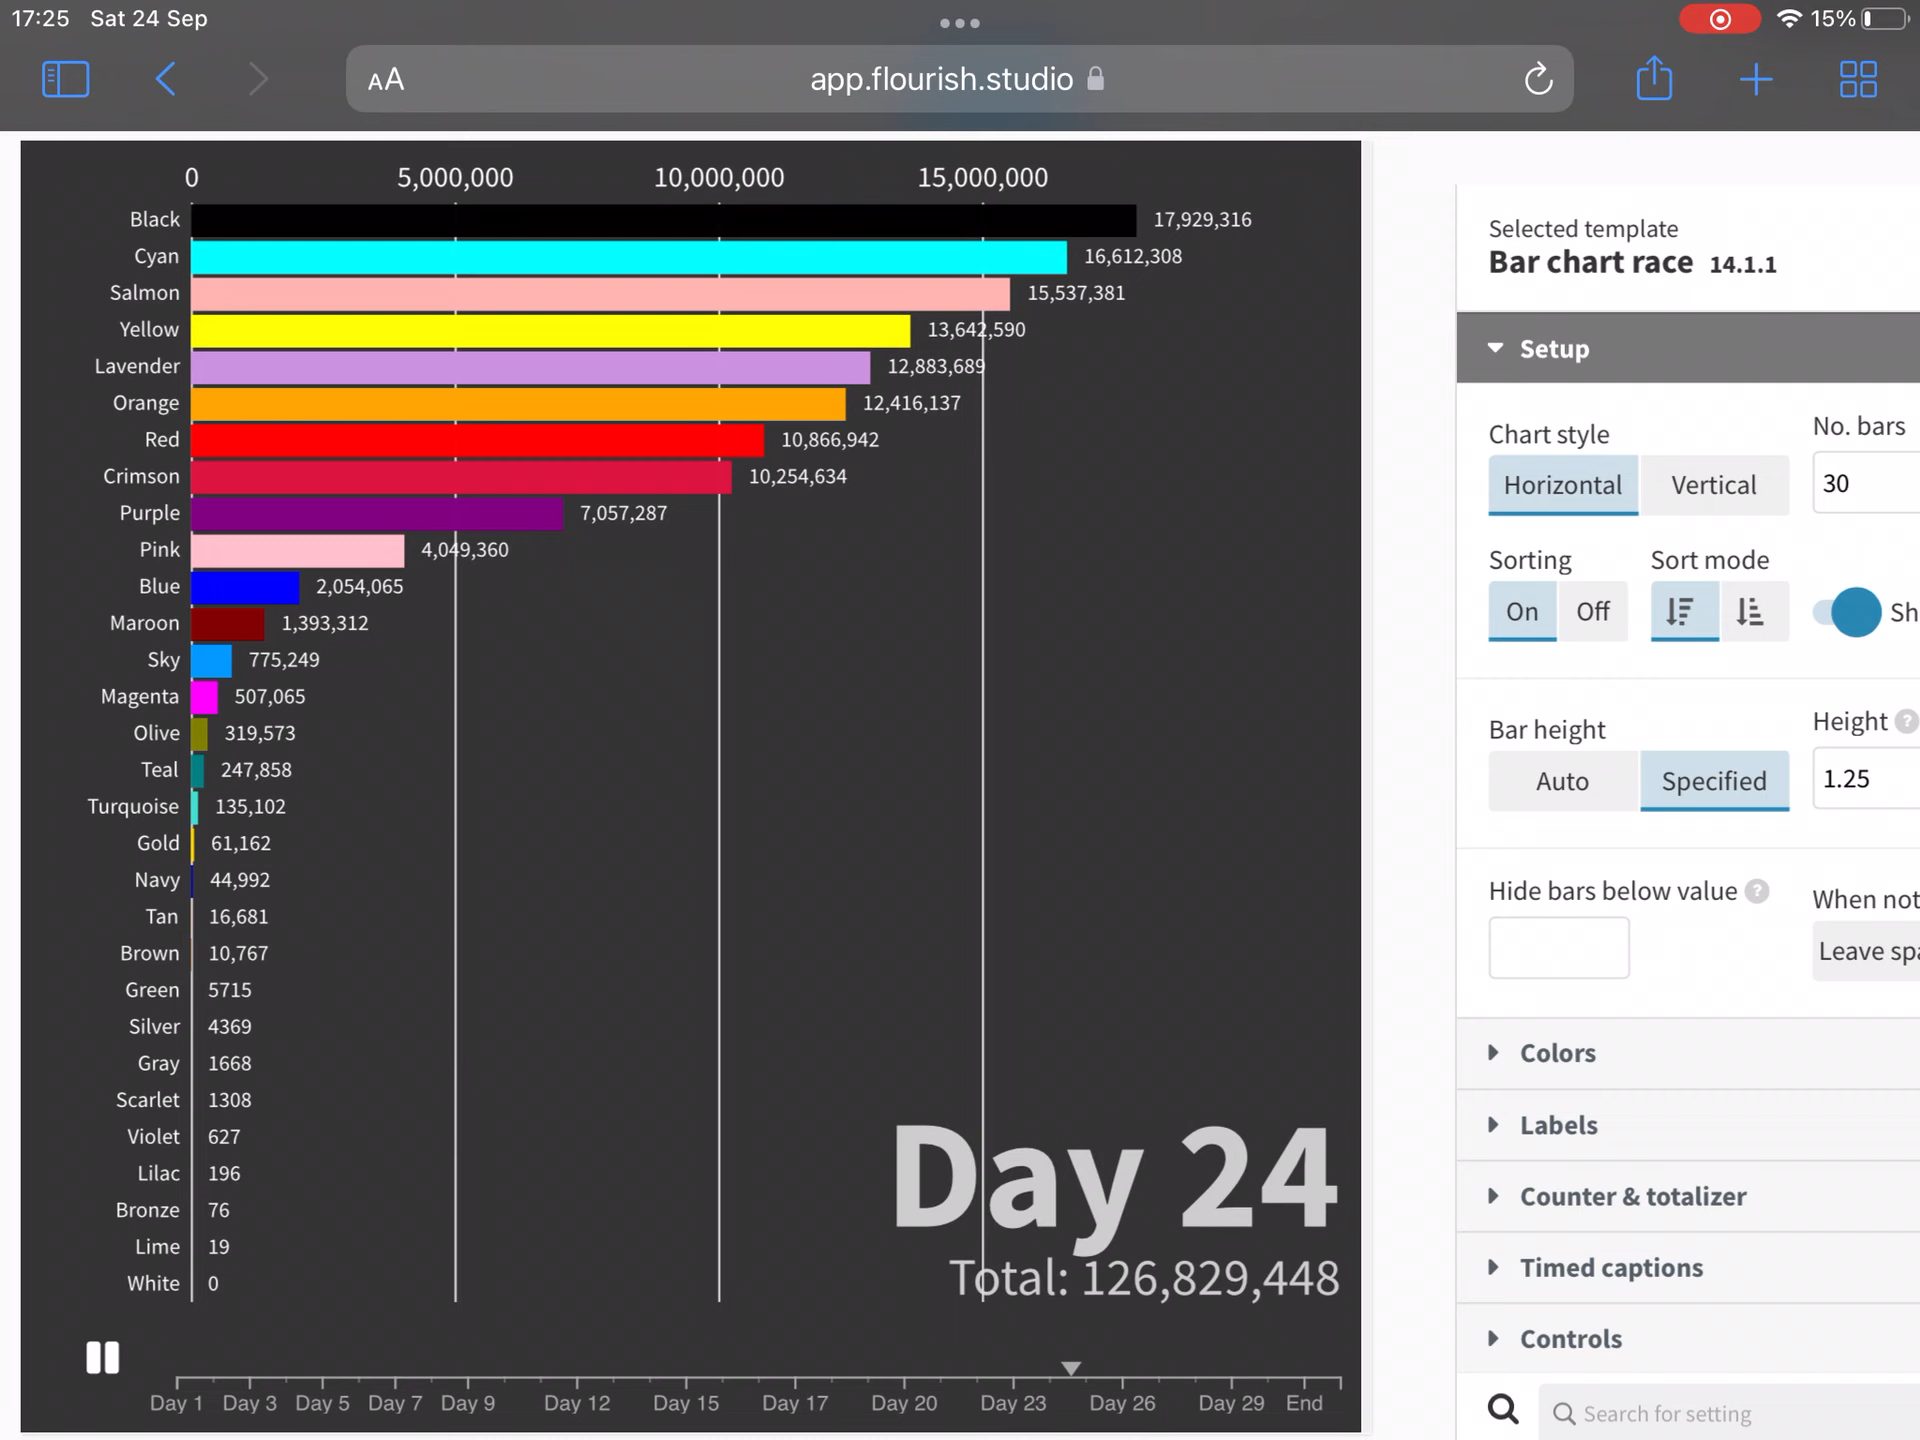 17:25 Sat 24 Sep
15%
AA
app.flourish.studio
0 5,000,000 10,000,000 15,000,000
Black 17,929,316
Cyan 16,612,308
Salmon 15,537,381
Yellow 13,642,590
Lavender 12,883,689
Orange 12,416,137
Red 10,866,942
Crimson 10,254,634
Purple 7,057,287
Pink 4,049,360
Blue 2,054,065
Maroon 1,393,312
Sky 775,249
Magenta 507,065
Olive 319,573
Teal 247,858
Turquoise 135,102
Gold 61,162
Navy 44,992
Tan 16,681
Brown 10,767
Green 5715
Silver 4369
Gray 1668
Scarlet 1308
Violet 627
Lilac 196
Bronze 76
Lime 19
White 0
Day 24
Total: 126,829,448
Day 1 Day 3 Day 5 Day 7 Day 9 Day 12 Day 15 Day 17 Day 20 Day 23 Day 26 Day 29 End
Selected template
Bar chart race 14.1.1
Setup
Chart style
No. bars
Horizontal Vertical
30
Sorting
Sort mode
On Off
Sh
Bar height
Height ?
Auto Specified
1.25
Hide bars below value ?
When not
Leave spa
Colors
Labels
Counter & totalizer
Timed captions
Controls
Search for setting